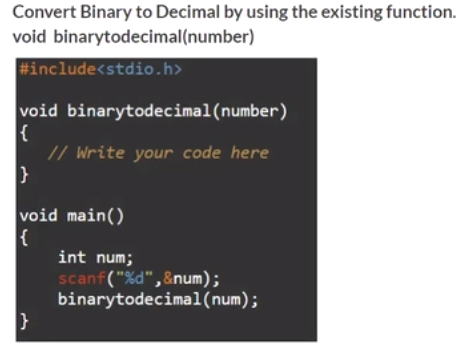 Convert Binary to Decimal by using the existing function.
void binarytodecimal(number)
#include<stdio.h>
void binarytodecimal(number)
{
// Write your code here
}
void main()
{
int num;
scanf("%d",&num);
binarytodecimal(num);
}